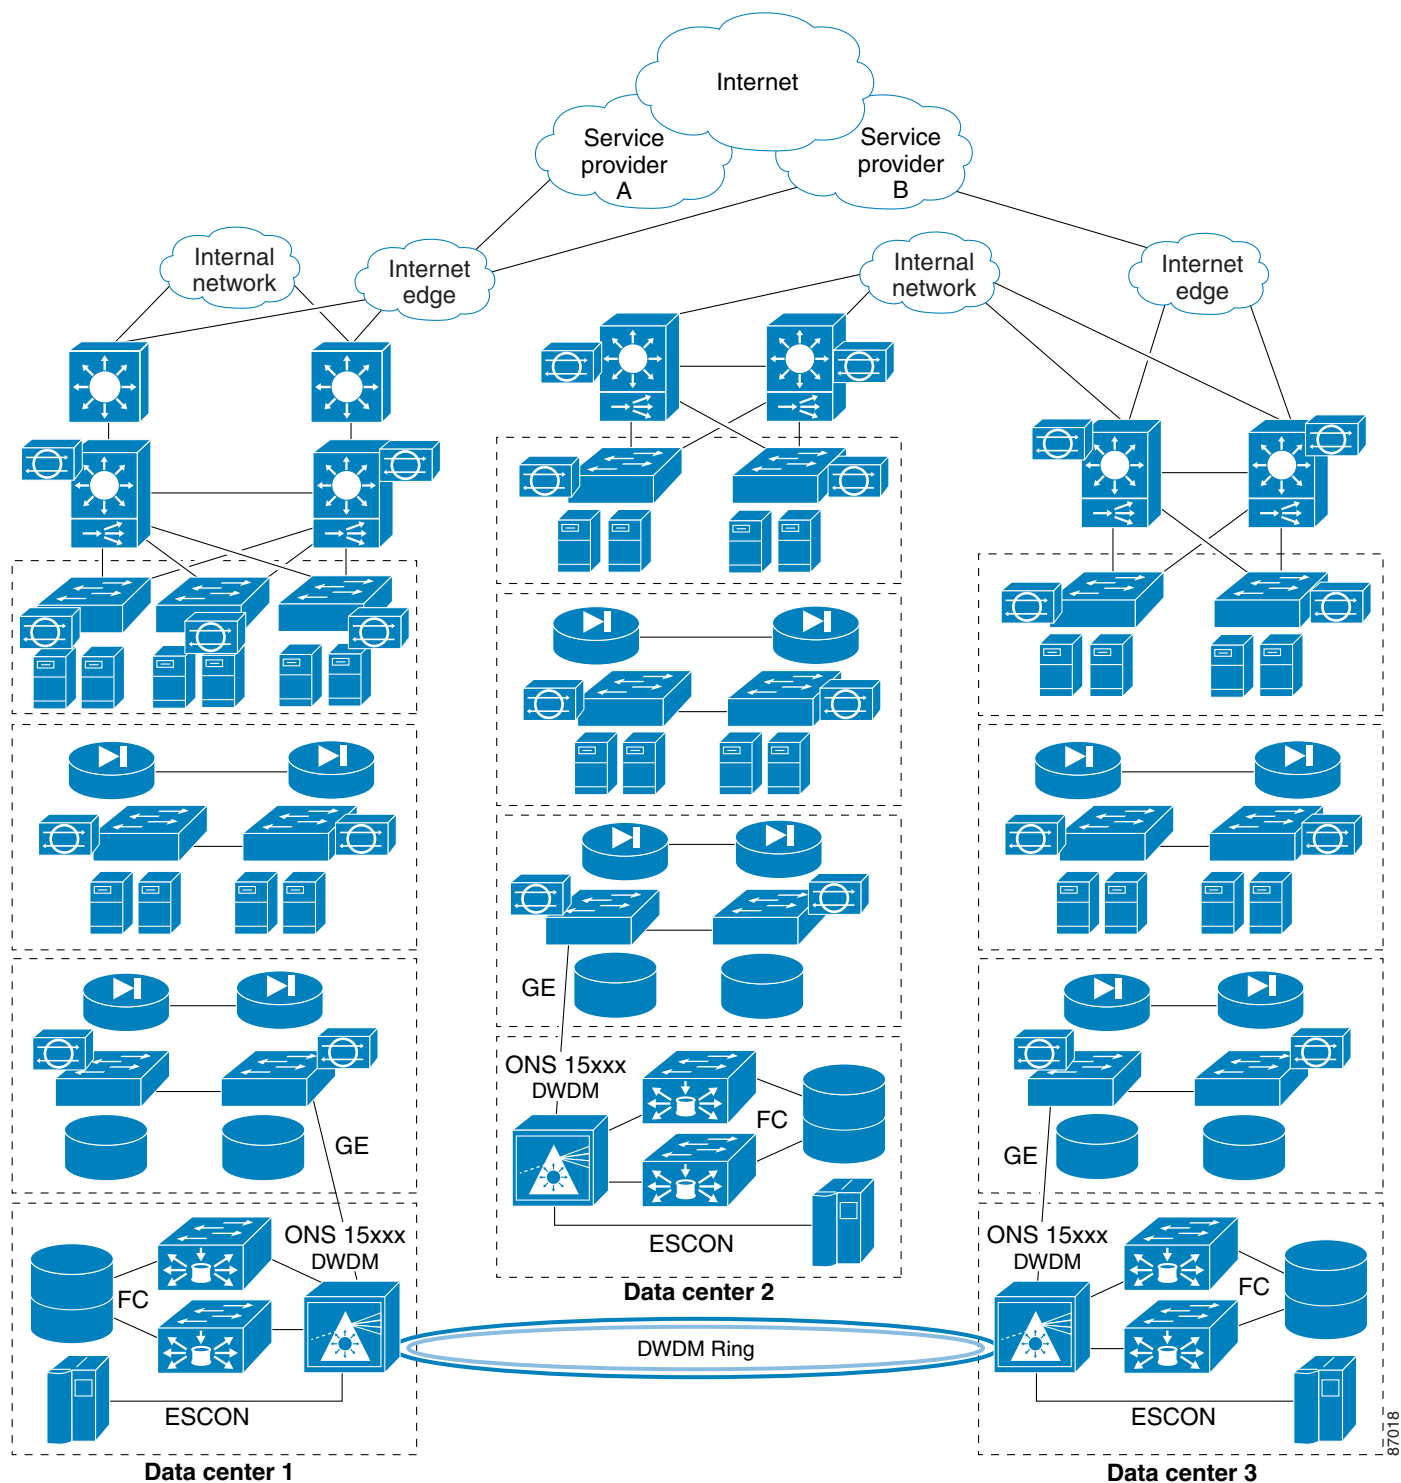 Internet
Service
provider
A
Service
provider
B
Internal
network
Internet
edge
Internal
network
Internet
edge
GE
ONS 15xxx
DWDM
FC
ESCON
Data center 2
GE
ONS 15xxx
DWDM
FC
ESCON
Data center 1
DWDM Ring
GE
ONS 15xxx
DWDM
FC
ESCON
Data center 3
87018